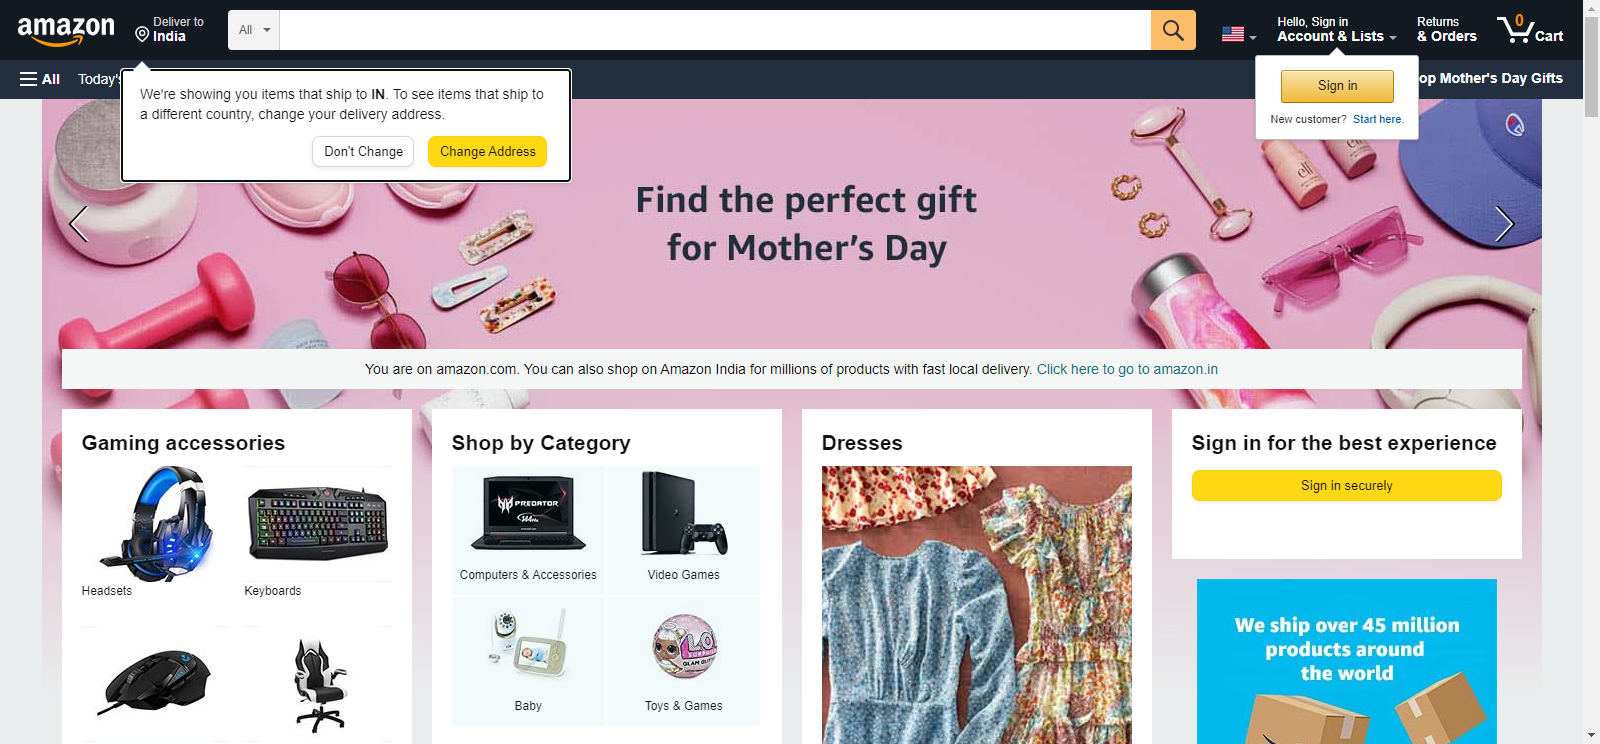 amazon
Deliver to
India
All
0
Cart
Hello, Sign in
Account & Lists
Returns
& Orders
All
Today's
op Mother's Day Gifts
We're showing you items that ship to IN. To see items that ship to
a different country, change your delivery address.
Don't Change
Change Address
Sign in
New customer? Start here.
Find the perfect gift
for Mother's Day
elf
You are on amazon.com. You can also shop on Amazon India for millions of products with fast local delivery. Click here to go to amazon.in
Gaming accessories
Headsets
Keyboards
Shop by Category
PREDATOR
Computers & Accessories
Video Games
Baby
L.O.L.
SURPRISE
GLAM GLITTER
Toys & Games
Dresses
Sign in for the best experience
Sign in securely
We ship over 45 million
products around
the world